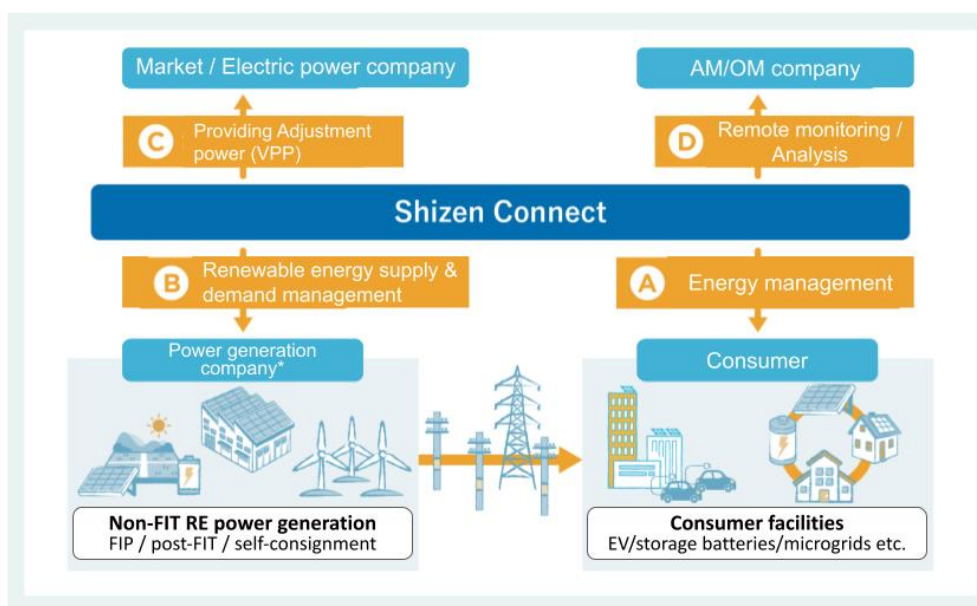 Market / Electric power company
AM/OM company
C
Providing Adjustment
power (VPP)
D
Remote monitoring /
Analysis
Shizen Connect
B
Renewable energy supply &
demand management
A
Energy management
Power generation
company*
Consumer
Non-FIT RE power generation
FIP / post-FIT / self-consignment
Consumer facilities
EV/storage batteries/microgrids etc.